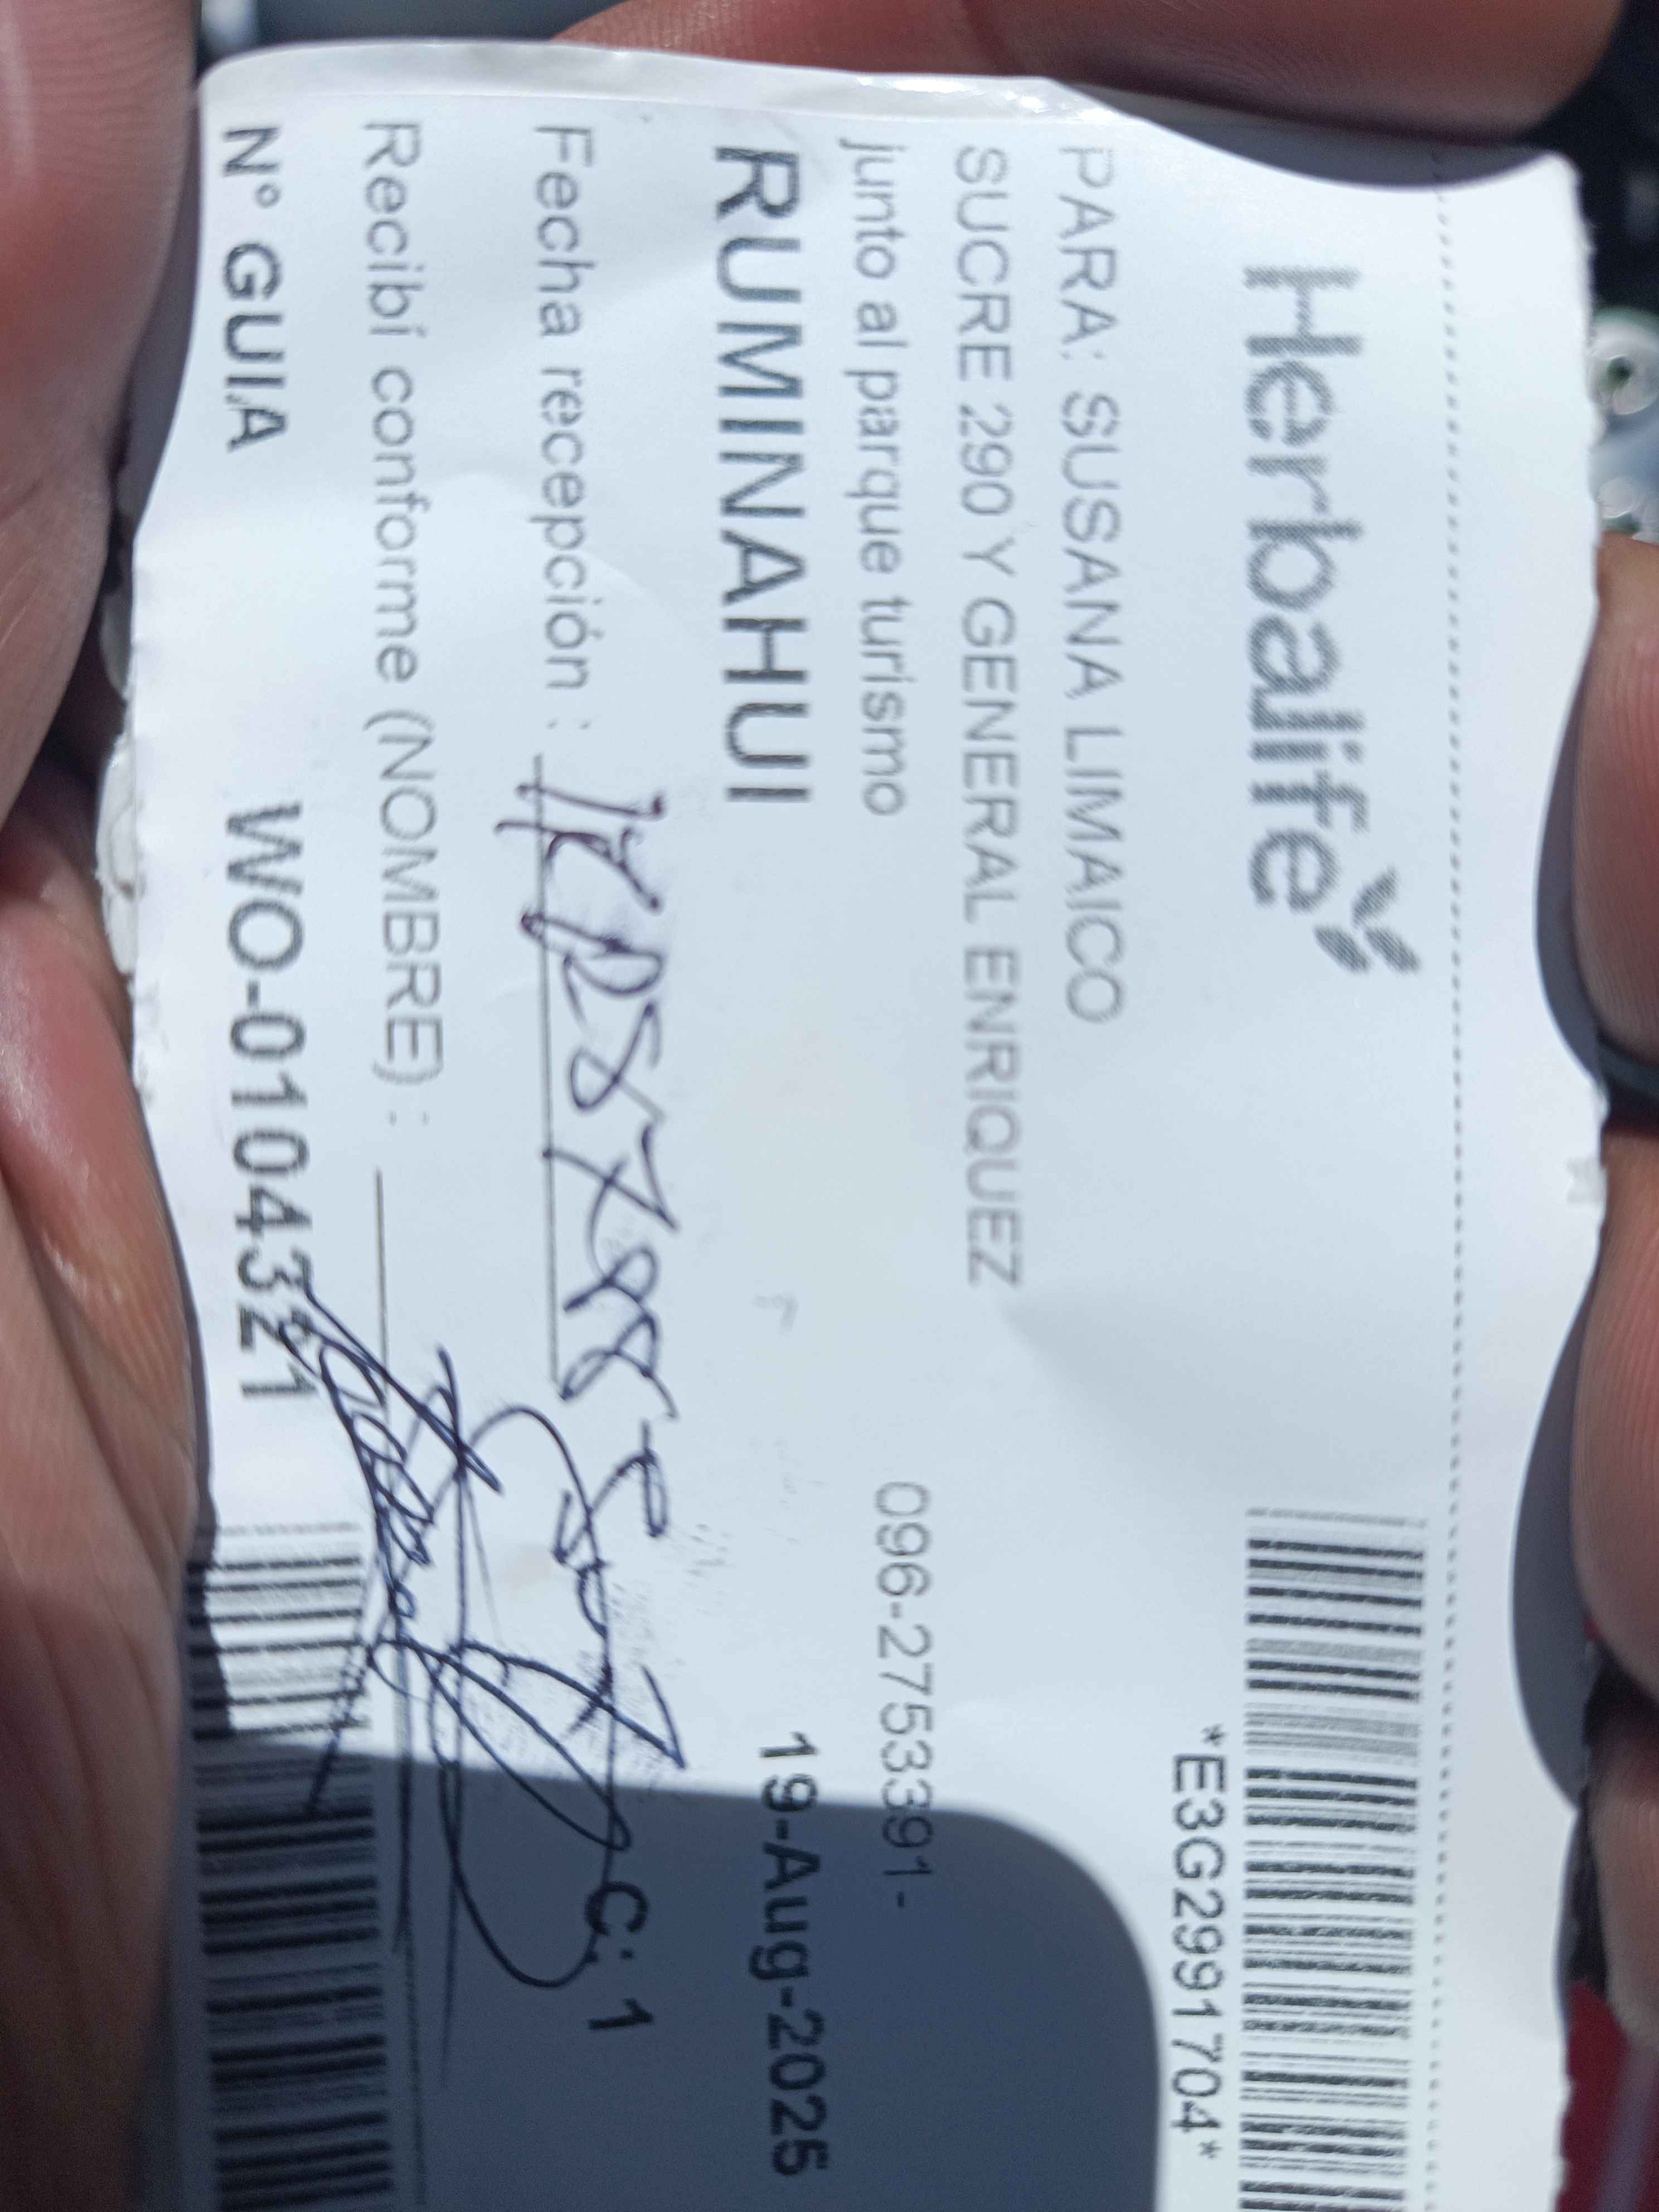 Herbalife
*E3G2991704*
PARA: SUSANA LIMAICO
SUCRE 290 Y GENERAL ENRIQUEZ
junto al parque turismo
096-2753391-
RUMINAHUI
19-Aug-2025
Fecha recepción :
C: 1
Recibí conforme (NOMBRE) :
N° GUIA WO-0104321